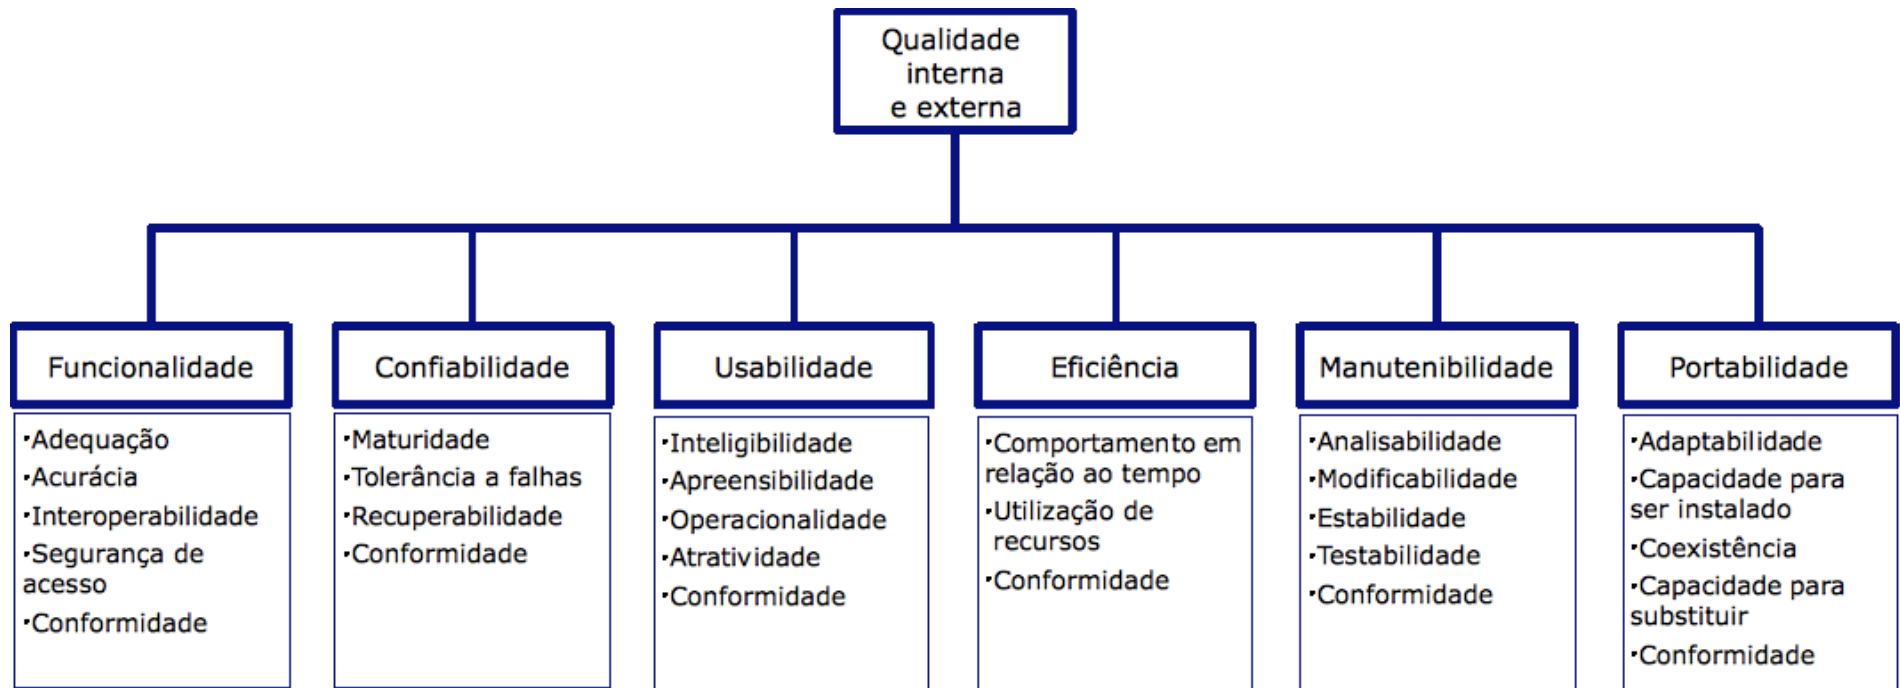 Qualidade
interna
e externa
Funcionalidade
·Adequação
·Acurácia
·Interoperabilidade
·Segurança de
acesso
·Conformidade
Confiabilidade
·Maturidade
·Tolerância a falhas
·Recuperabilidade
·Conformidade
Usabilidade
·Inteligibilidade
·Apreensibilidade
·Operacionalidade
·Atratividade
·Conformidade
Eficiência
·Comportamento em
relação ao tempo
·Utilização de
recursos
·Conformidade
Manutenibilidade
·Analisabilidade
·Modificabilidade
·Estabilidade
·Testabilidade
·Conformidade
Portabilidade
·Adaptabilidade
·Capacidade para
ser instalado
·Coexistência
·Capacidade para
substituir
·Conformidade